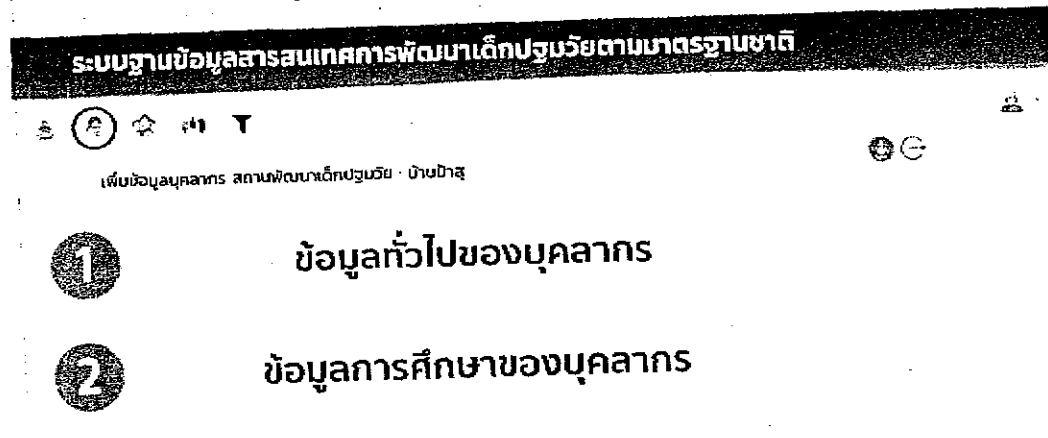 ระบบฐานข้อมูลสารสนเทศการพัฒนาเด็กปฐมวัยตามมาตรฐานชาติ
เพิ่มข้อมูลบุคลากร สถานพัฒนาเด็กปฐมวัย · บ้านป้าสุ
1 ข้อมูลทั่วไปของบุคลากร
2 ข้อมูลการศึกษาของบุคลากร